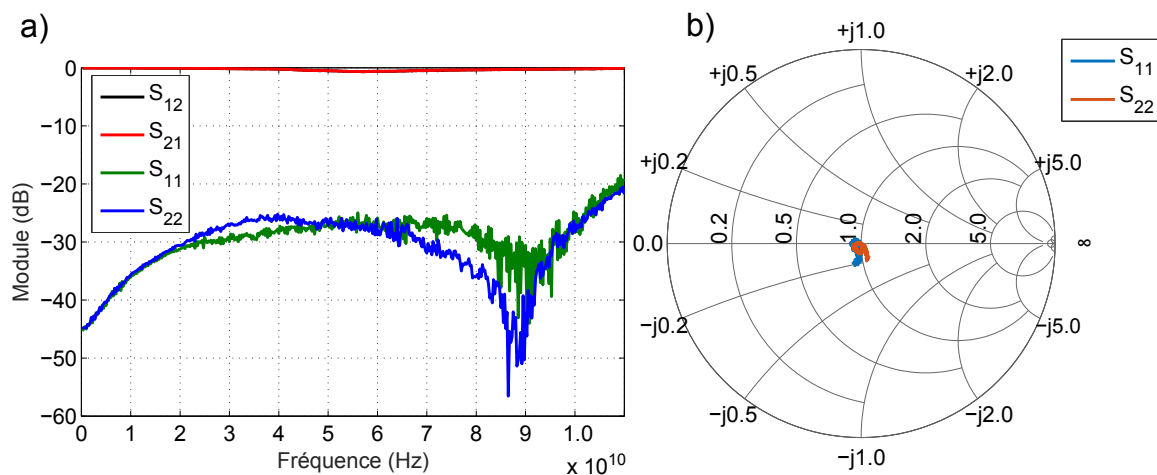 a)
0
−10
−20
−30
−40
−50
−60
Module (dB)
S12
S21
S11
S22
0 1 2 3 4 5 6 7 8 9 10
Fréquence (Hz)
x 10^10
b)
+j1.0
+j0.5
+j2.0
+j0.2
+j5.0
0.0
0.2
0.5
1.0
2.0
5.0
∞
−j0.2
−j5.0
−j0.5
−j2.0
−j1.0
S11
S22